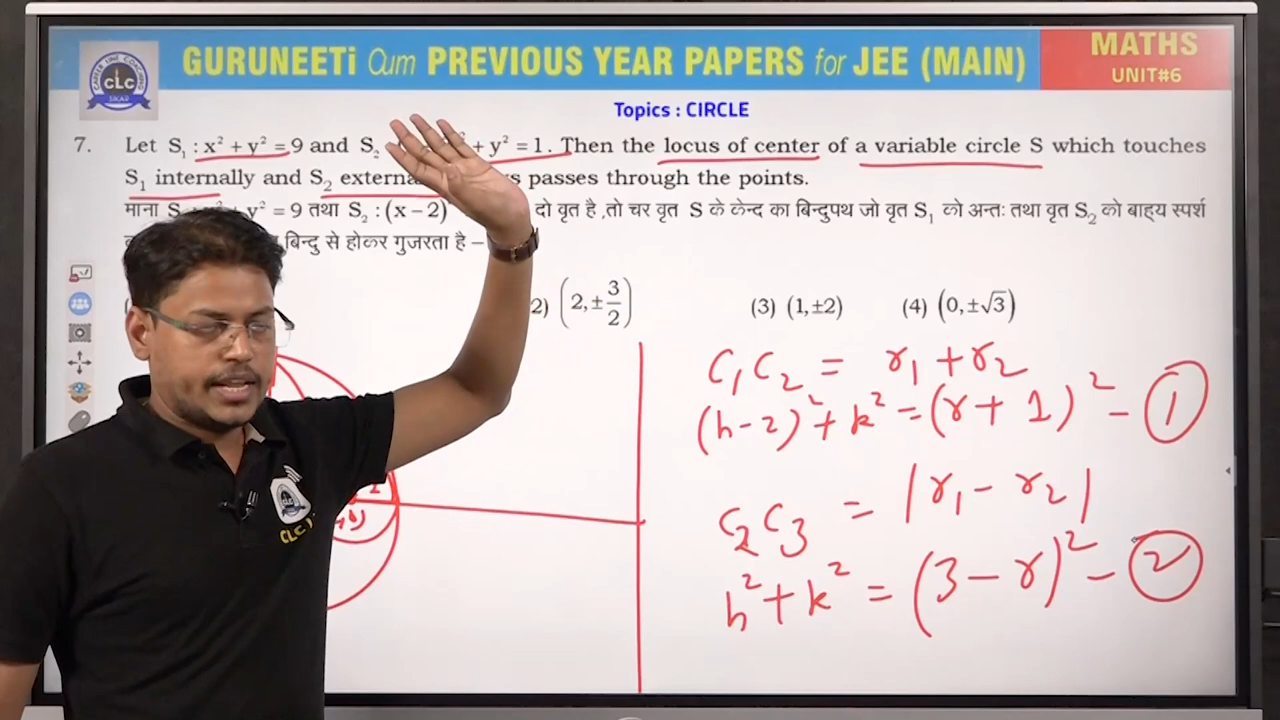 GURUNEETi Cum PREVIOUS YEAR PAPERS for JEE (MAIN)
MATHS
UNIT#6
CLC
Topics : CIRCLE
7. Let S₁ : x² + y² = 9 and S₂ + y² = 1. Then the locus of center of a variable circle S which touches
S₁ internally and S₂ passes through the points.
माना y² = 9 तथा S₂ : (x – 2) दो वृत है ,तो चर वृत S के केन्द का बिन्दुपथ जो वृत S₁ को अन्तः तथा वृत S₂ को बाह्य स्पर्श
बिन्दु से होकर गुजरता है –
2) (2, ± 3/2) (3) (1, ±2) (4) (0, ±√3)
C₁C₂ = r₁ + r₂
(h-2)² + k² = (r + 1)² - ①
C₂C₃ = |r₁ - r₂|
h² + k² = (3 - r)² - ②
CLC